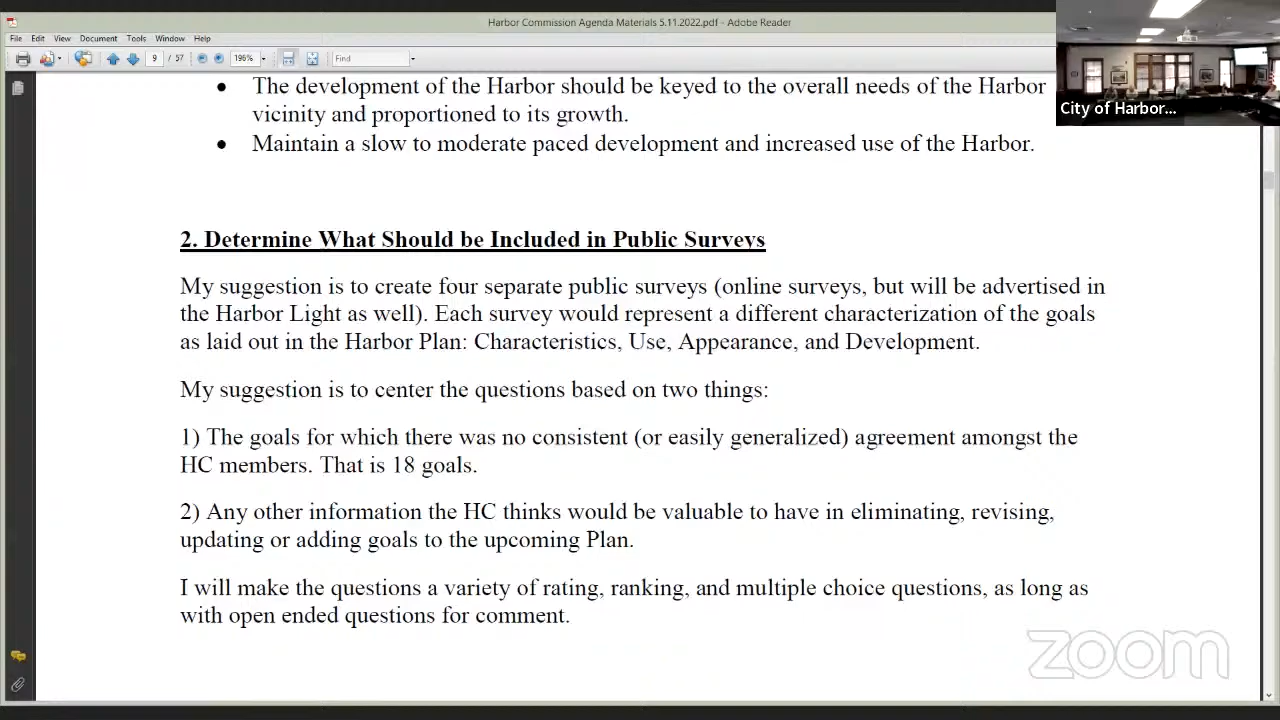 Harbor Commission Agenda Materials 5.11.2022.pdf - Adobe Reader
File Edit View Document Tools Window Help
9 / 57 196% Find
• The development of the Harbor should be keyed to the overall needs of the Harbor
vicinity and proportioned to its growth.
• Maintain a slow to moderate paced development and increased use of the Harbor.
City of Harbor...
2. Determine What Should be Included in Public Surveys
My suggestion is to create four separate public surveys (online surveys, but will be advertised in
the Harbor Light as well). Each survey would represent a different characterization of the goals
as laid out in the Harbor Plan: Characteristics, Use, Appearance, and Development.
My suggestion is to center the questions based on two things:
1) The goals for which there was no consistent (or easily generalized) agreement amongst the
HC members. That is 18 goals.
2) Any other information the HC thinks would be valuable to have in eliminating, revising,
updating or adding goals to the upcoming Plan.
I will make the questions a variety of rating, ranking, and multiple choice questions, as long as
with open ended questions for comment.
zoom